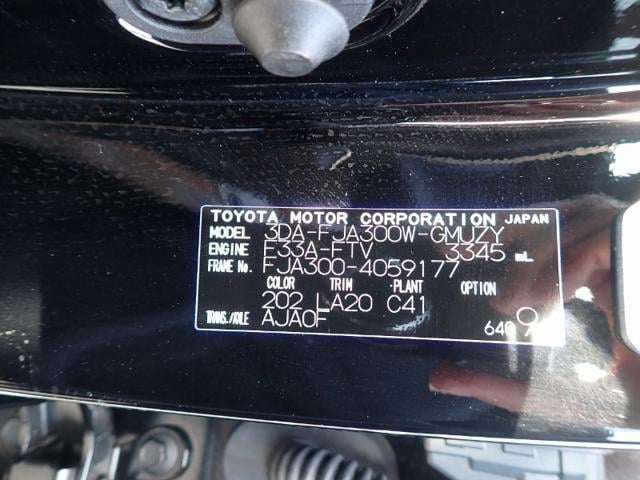 TOYOTA MOTOR CORPORATION JAPAN
MODEL 3DA-FJA300W-GMUZY
ENGINE F33A-FTV 3345 mL
FRAME No. FJA300-4059177
COLOR TRIM PLANT OPTION
202 LA20 C41
TRANS./AXLE AJA0F 640 9